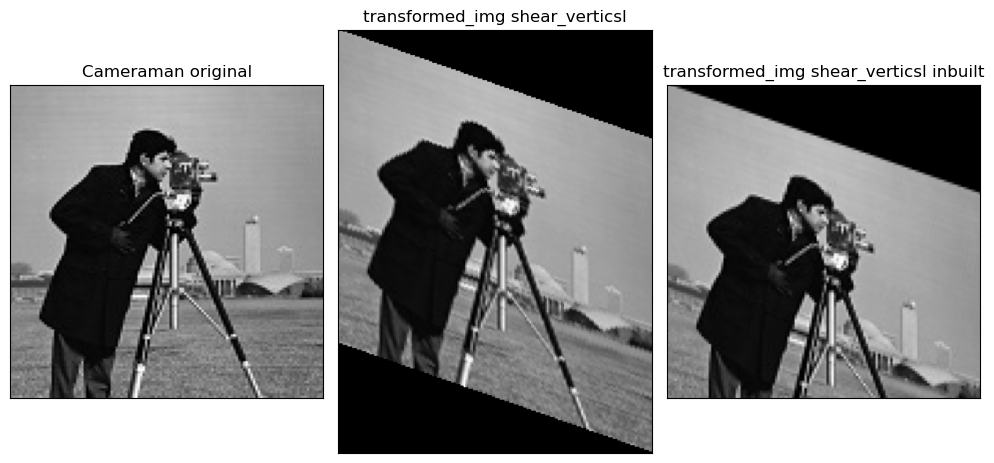 Cameraman original
transformed_img shear_verticsl
transformed_img shear_verticsl inbuilt